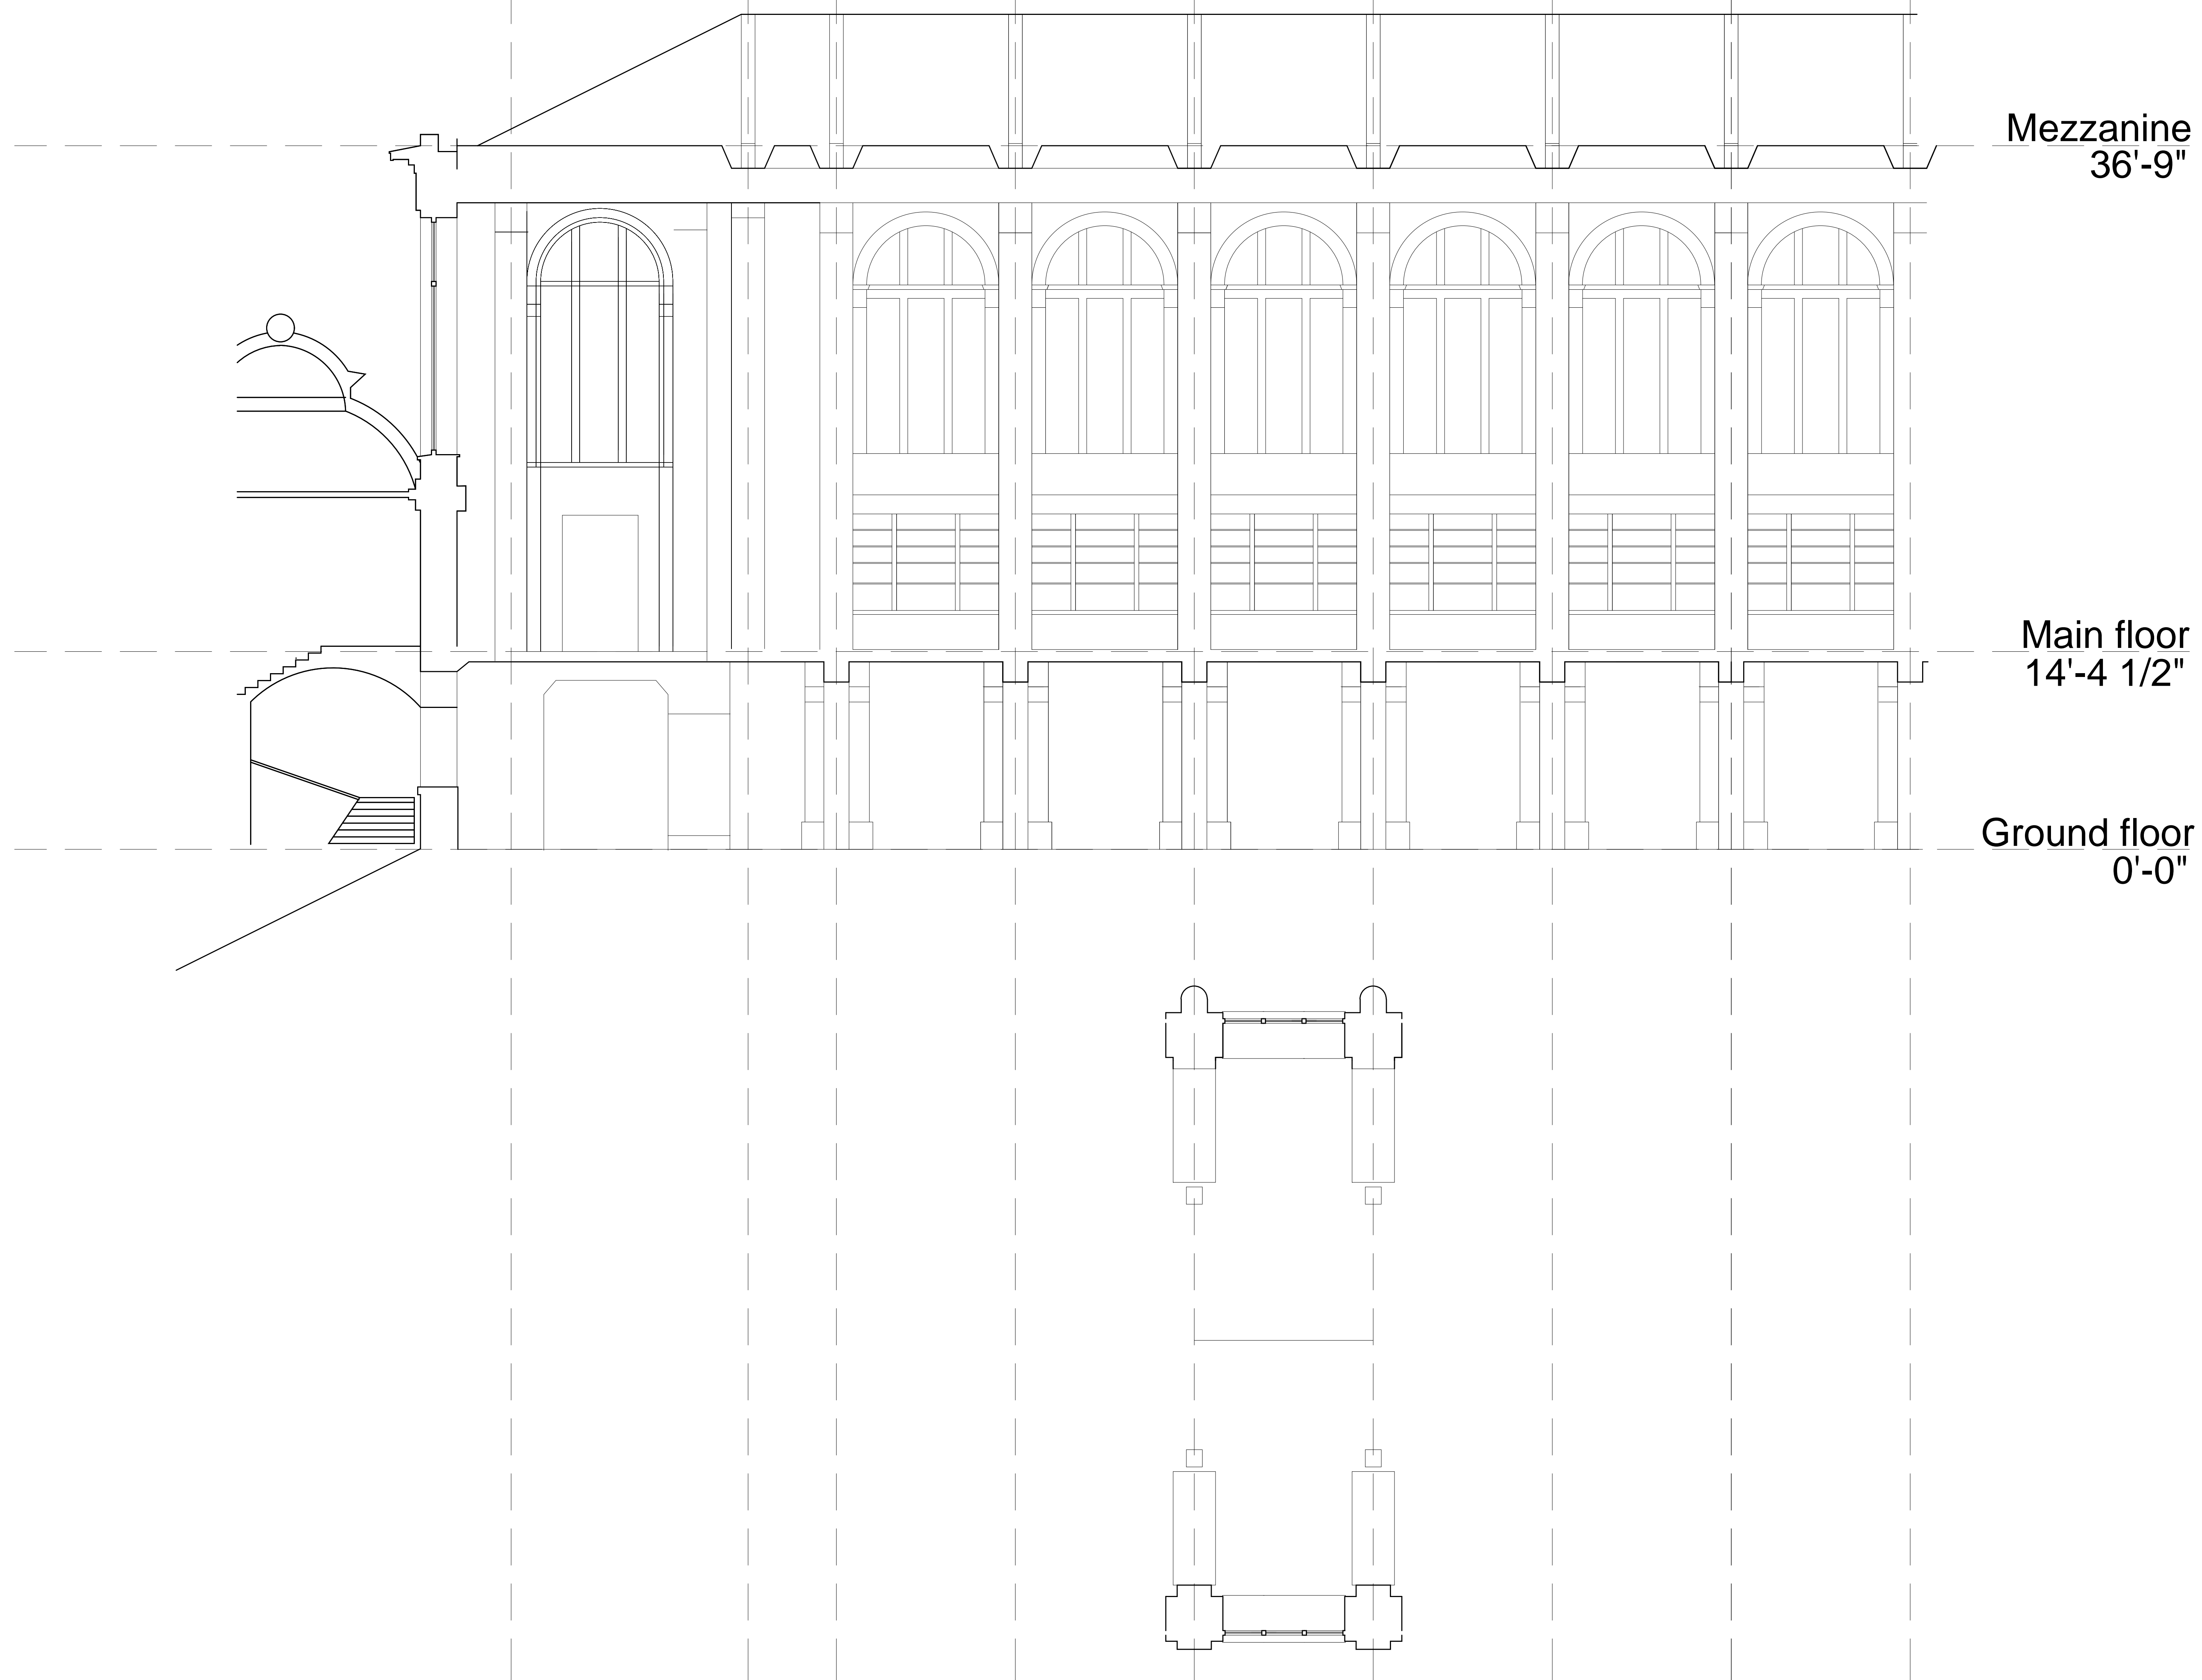 Mezzanine
36'-9"
Main floor
14'-4 1/2"
Ground floor
0'-0"